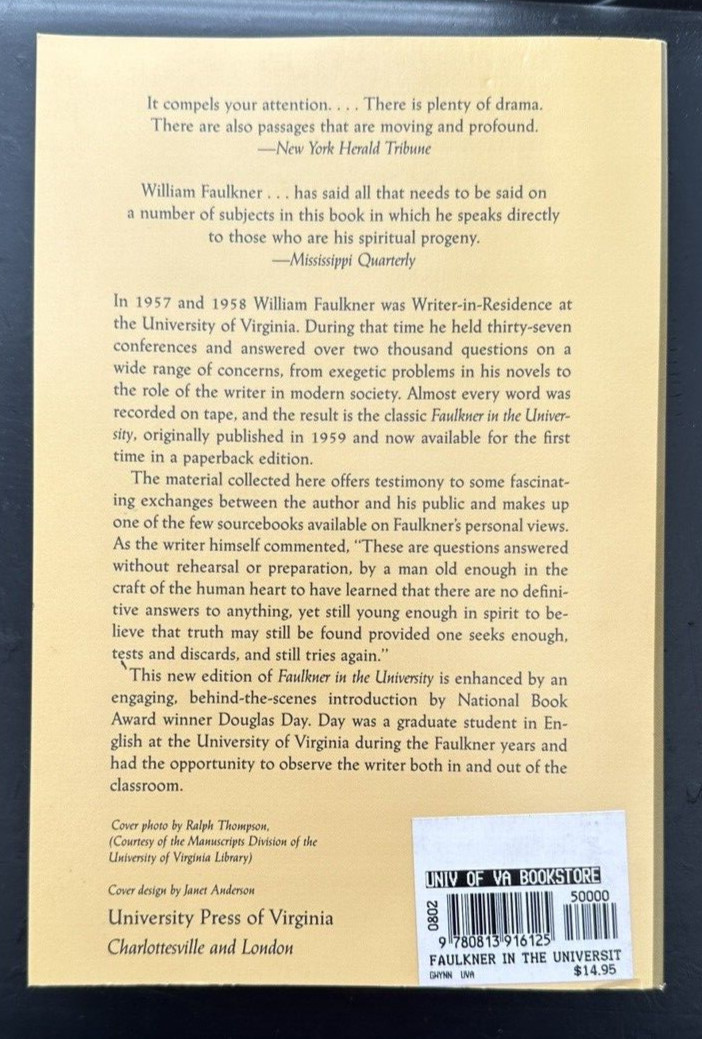 It compels your attention. . . . There is plenty of drama.
There are also passages that are moving and profound.
—New York Herald Tribune
William Faulkner . . . has said all that needs to be said on
a number of subjects in this book in which he speaks directly
to those who are his spiritual progeny.
—Mississippi Quarterly
In 1957 and 1958 William Faulkner was Writer-in-Residence at
the University of Virginia. During that time he held thirty-seven
conferences and answered over two thousand questions on a
wide range of concerns, from exegetic problems in his novels to
the role of the writer in modern society. Almost every word was
recorded on tape, and the result is the classic Faulkner in the Univer-
sity, originally published in 1959 and now available for the first
time in a paperback edition.
The material collected here offers testimony to some fascinat-
ing exchanges between the author and his public and makes up
one of the few sourcebooks available on Faulkner's personal views.
As the writer himself commented, "These are questions answered
without rehearsal or preparation, by a man old enough in the
craft of the human heart to have learned that there are no defini-
tive answers to anything, yet still young enough in spirit to be-
lieve that truth may still be found provided one seeks enough,
tests and discards, and still tries again."
This new edition of Faulkner in the University is enhanced by an
engaging, behind-the-scenes introduction by National Book
Award winner Douglas Day. Day was a graduate student in En-
glish at the University of Virginia during the Faulkner years and
had the opportunity to observe the writer both in and out of the
classroom.
Cover photo by Ralph Thompson,
(Courtesy of the Manuscripts Division of the
University of Virginia Library)
Cover design by Janet Anderson
University Press of Virginia
Charlottesville and London
UNIV OF VA BOOKSTORE
0802
50000
9 780813 916125
FAULKNER IN THE UNIVERSIT
GWYNN UVA
$14.95